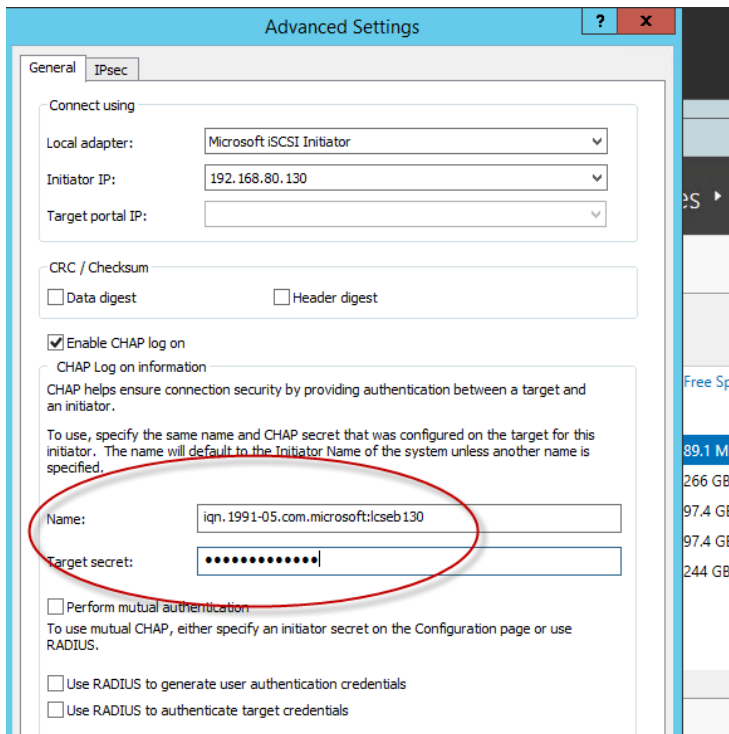 Advanced Settings
?
x
General
IPsec
Connect using
Local adapter:
Microsoft iSCSI Initiator
Initiator IP:
192.168.80.130
Target portal IP:
CRC / Checksum
Data digest
Header digest
Enable CHAP log on
CHAP Log on information
CHAP helps ensure connection security by providing authentication between a target and
an initiator.
To use, specify the same name and CHAP secret that was configured on the target for this
initiator. The name will default to the Initiator Name of the system unless another name is
specified.
Name:
iqn.1991-05.com.microsoft:lcseb130
Target secret:
●●●●●●●●●●●●●
Perform mutual authentication
To use mutual CHAP, either specify an initiator secret on the Configuration page or use
RADIUS.
Use RADIUS to generate user authentication credentials
Use RADIUS to authenticate target credentials
es
Free Sp
89.1 M
266 GB
97.4 GB
97.4 GB
244 GB